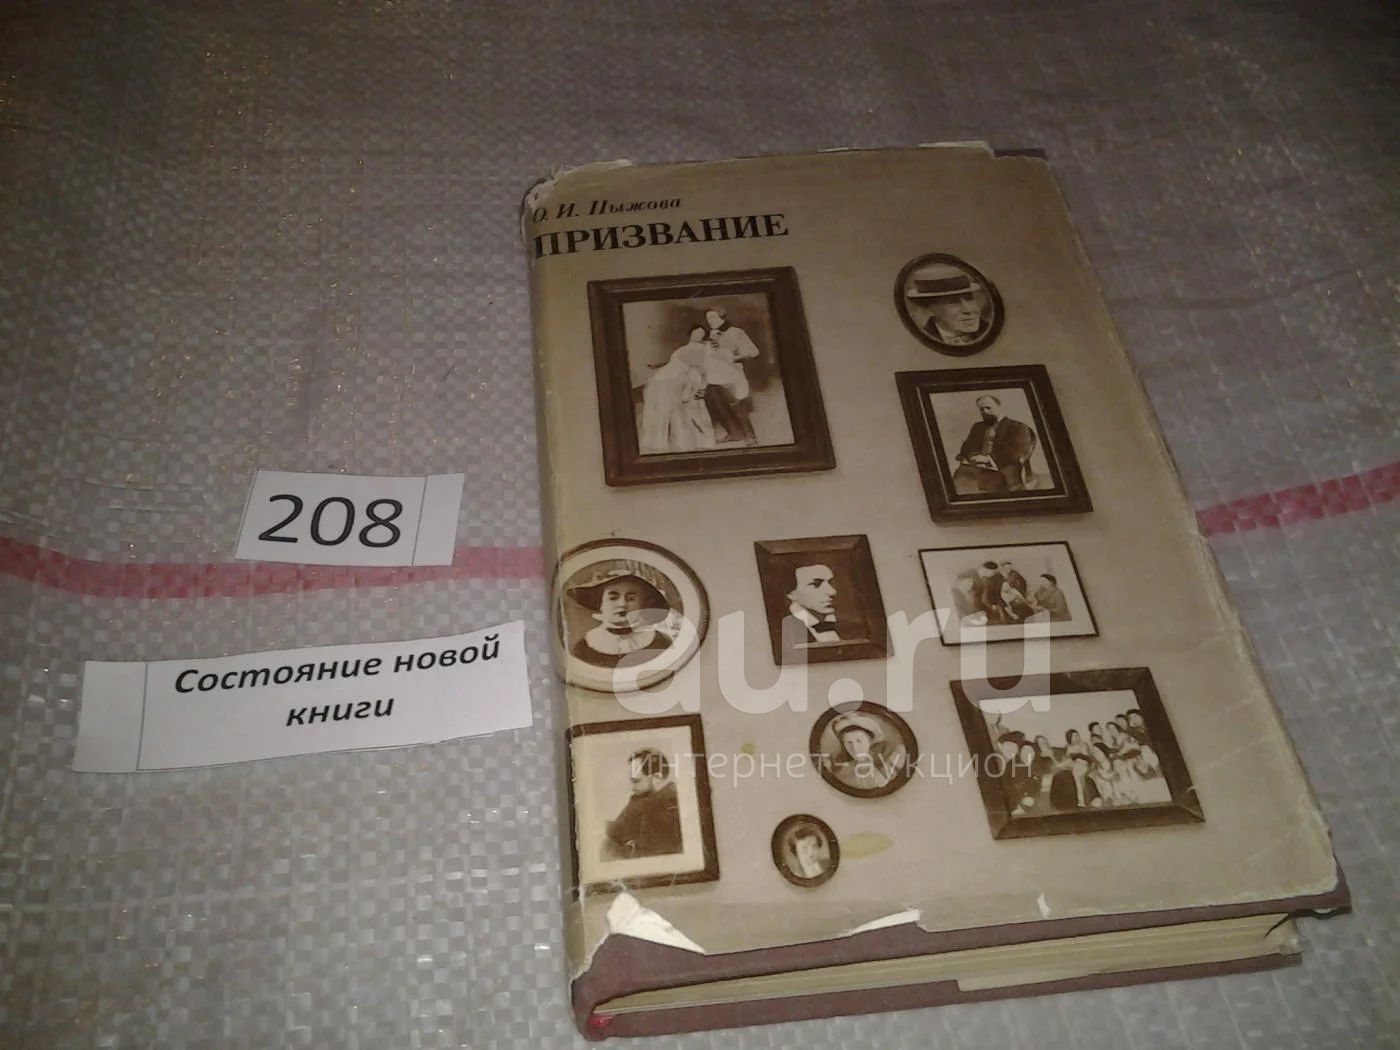 О. И. Пыжова
ПРИЗВАНИЕ
208
Состояние новой
книги
au.ru
интернет-аукцион